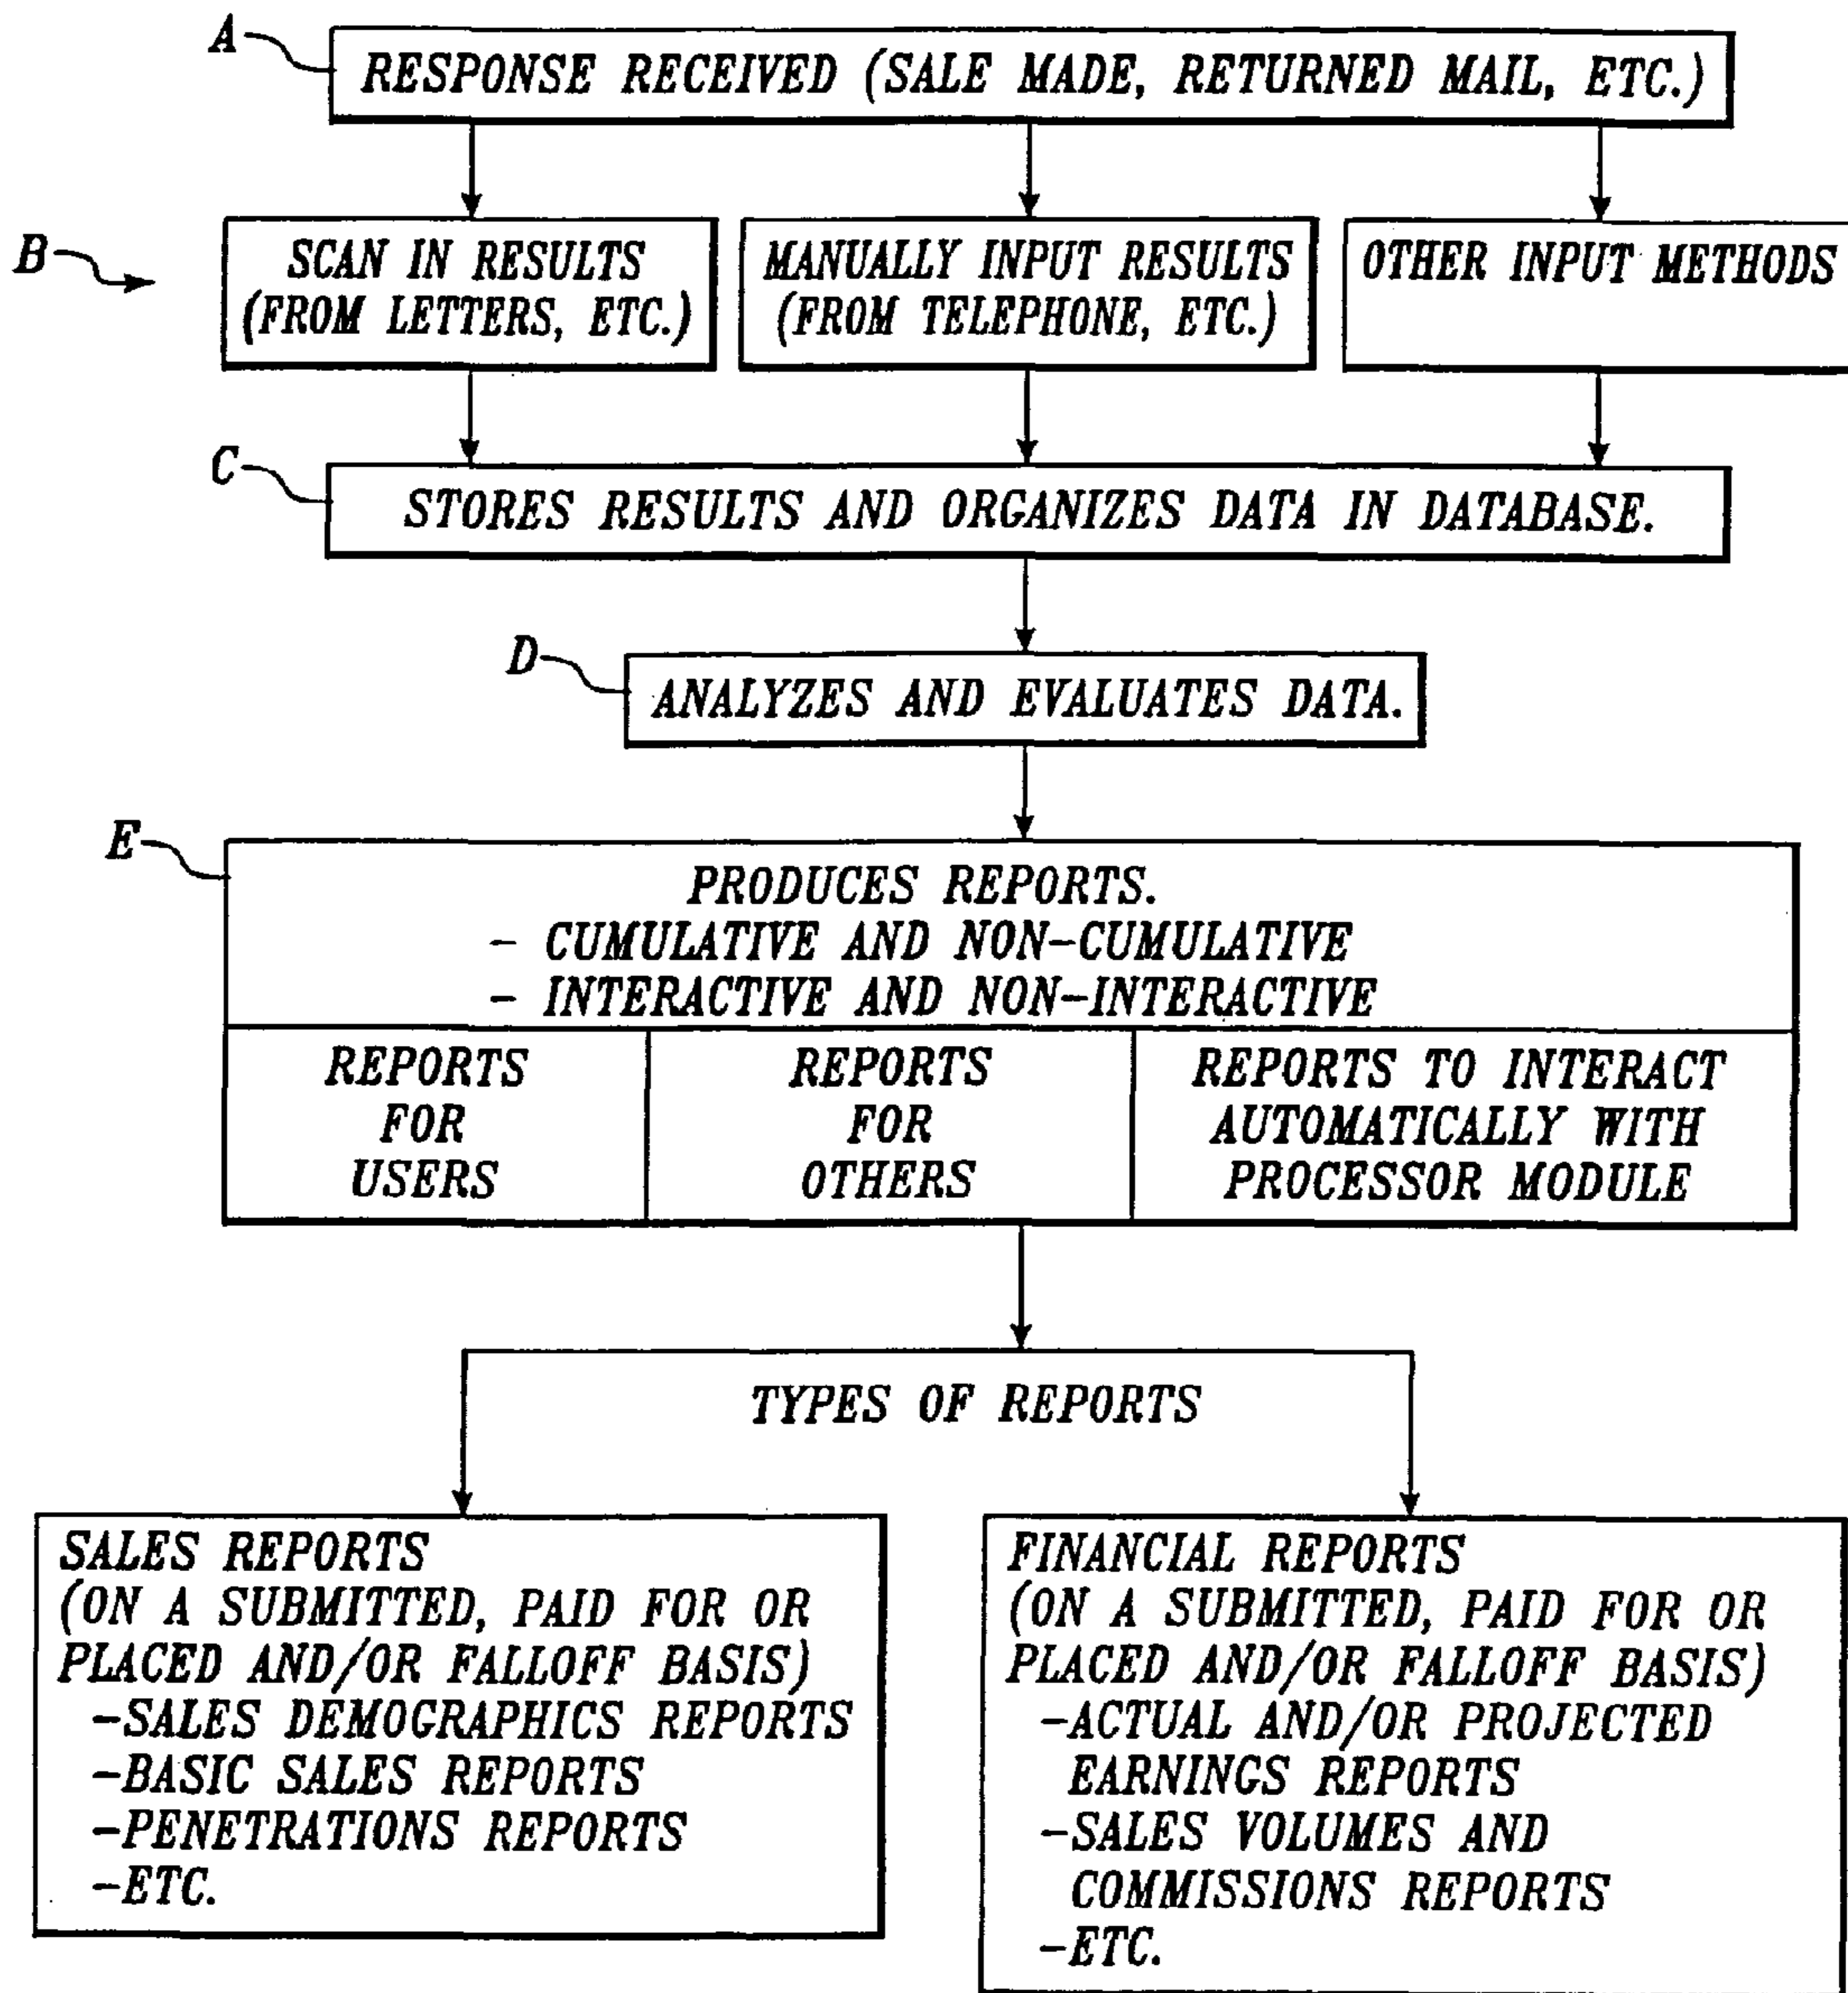 A
RESPONSE RECEIVED (SALE MADE, RETURNED MAIL, ETC.)
B
SCAN IN RESULTS
(FROM LETTERS, ETC.)
MANUALLY INPUT RESULTS
(FROM TELEPHONE, ETC.)
OTHER INPUT METHODS
C
STORES RESULTS AND ORGANIZES DATA IN DATABASE.
D
ANALYZES AND EVALUATES DATA.
E
PRODUCES REPORTS.
- CUMULATIVE AND NON-CUMULATIVE
- INTERACTIVE AND NON-INTERACTIVE
REPORTS
FOR
USERS
REPORTS
FOR
OTHERS
REPORTS TO INTERACT
AUTOMATICALLY WITH
PROCESSOR MODULE
TYPES OF REPORTS
SALES REPORTS
(ON A SUBMITTED, PAID FOR OR
PLACED AND/OR FALLOFF BASIS)
-SALES DEMOGRAPHICS REPORTS
-BASIC SALES REPORTS
-PENETRATIONS REPORTS
-ETC.
FINANCIAL REPORTS
(ON A SUBMITTED, PAID FOR OR
PLACED AND/OR FALLOFF BASIS)
-ACTUAL AND/OR PROJECTED
EARNINGS REPORTS
-SALES VOLUMES AND
COMMISSIONS REPORTS
-ETC.